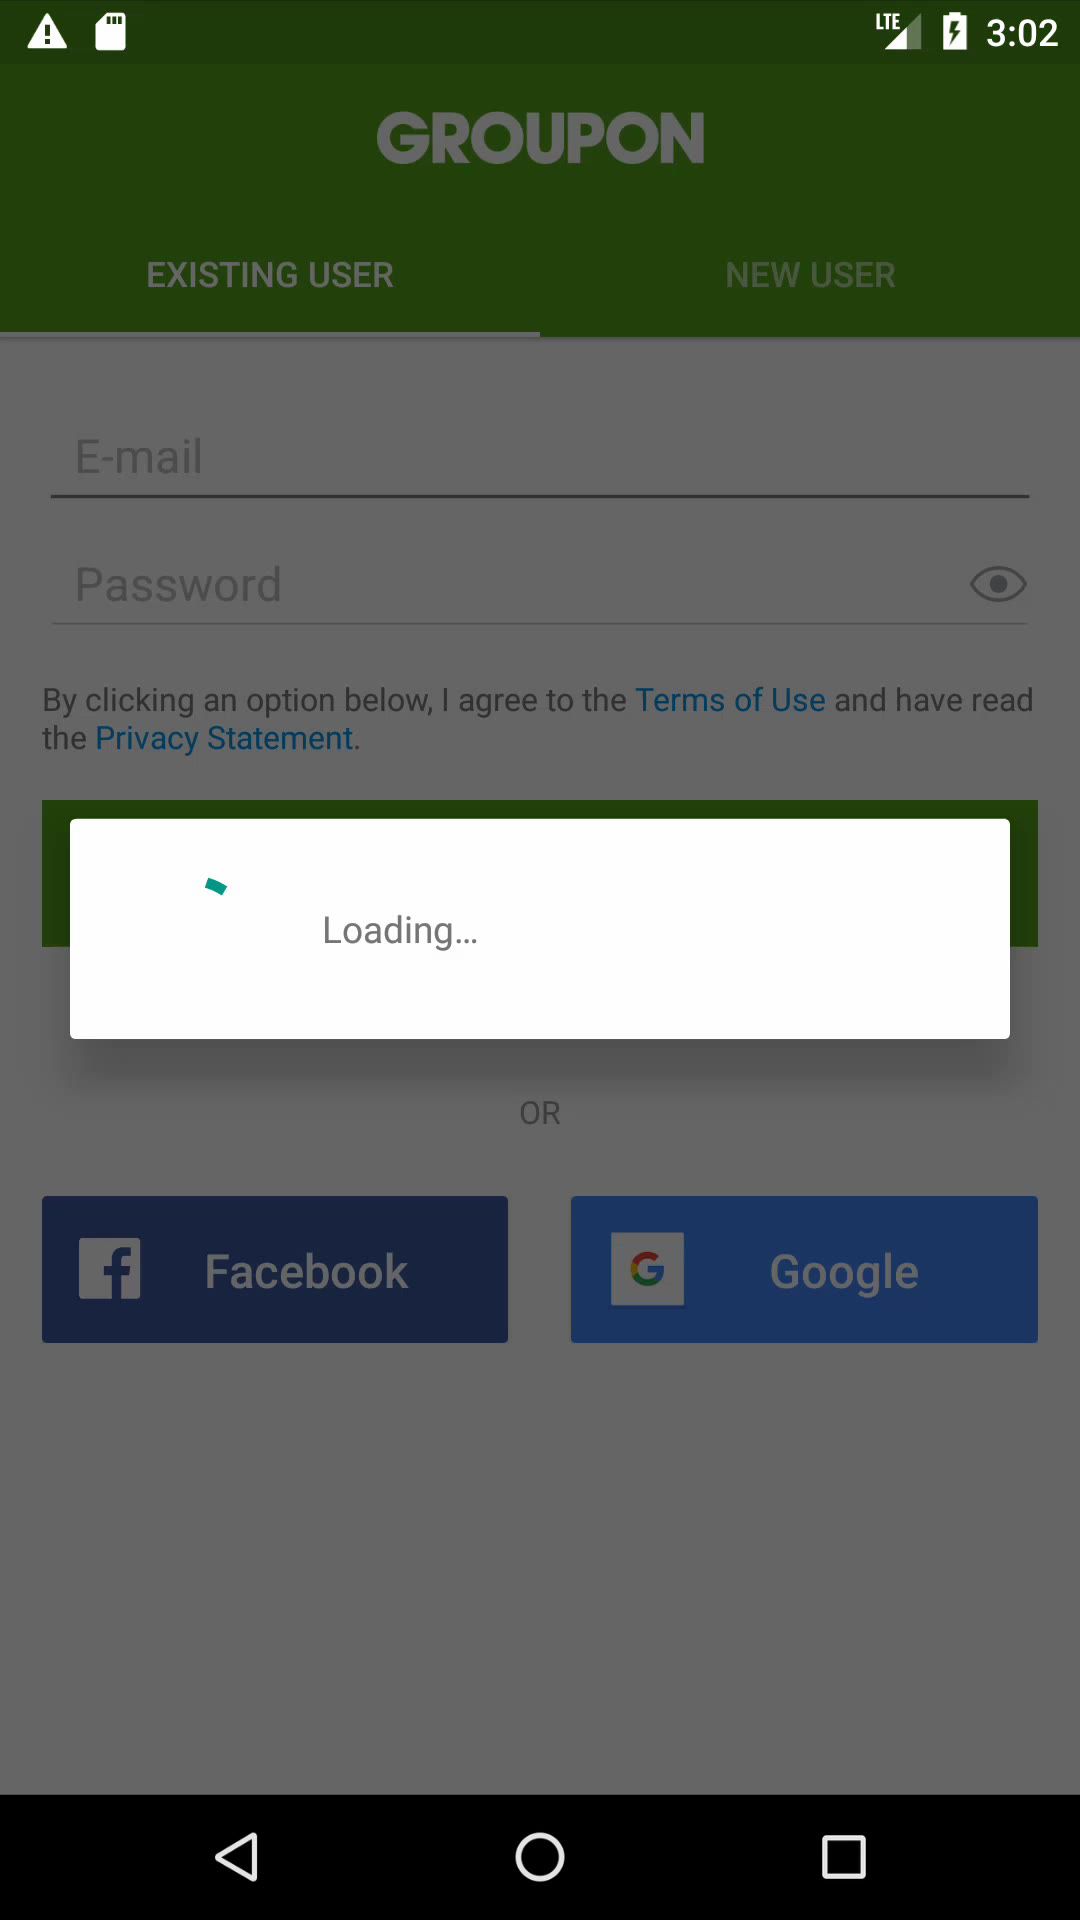 LTE 3:02
GROUPON
EXISTING USER NEW USER
E-mail
Password
By clicking an option below, I agree to the Terms of Use and have read
the Privacy Statement.
Loading...
OR
Facebook G Google